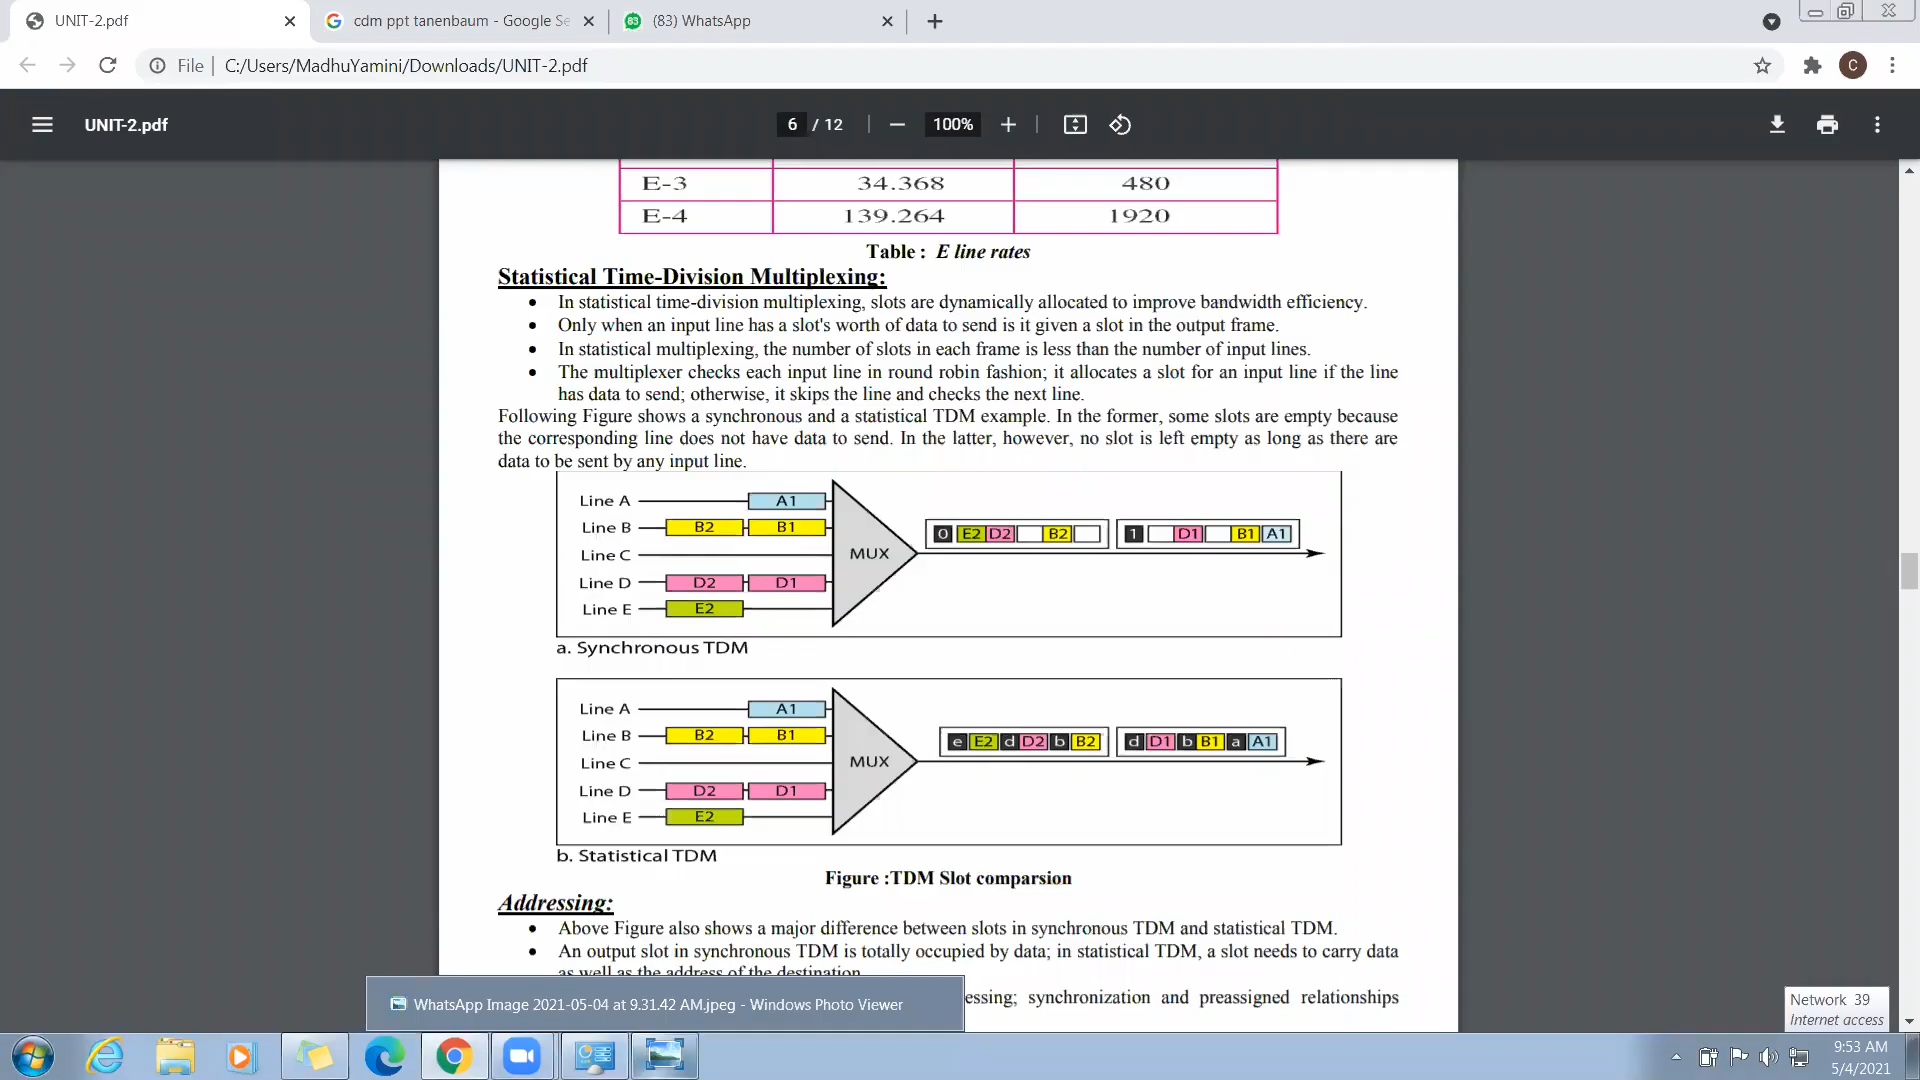 UNIT-2.pdf
cdm ppt tanenbaum - Google Se
83
(83) WhatsApp
File
C:/Users/MadhuYamini/Downloads/UNIT-2.pdf
C
UNIT-2.pdf
6 / 12
100%
E-3 34.368 480
E-4 139.264 1920
Table : E line rates
Statistical Time-Division Multiplexing:
• In statistical time-division multiplexing, slots are dynamically allocated to improve bandwidth efficiency.
• Only when an input line has a slot's worth of data to send is it given a slot in the output frame.
• In statistical multiplexing, the number of slots in each frame is less than the number of input lines.
• The multiplexer checks each input line in round robin fashion; it allocates a slot for an input line if the line
has data to send; otherwise, it skips the line and checks the next line.
Following Figure shows a synchronous and a statistical TDM example. In the former, some slots are empty because
the corresponding line does not have data to send. In the latter, however, no slot is left empty as long as there are
data to be sent by any input line.
Line A A1
Line B B2 B1
Line C
Line D D2 D1
Line E E2
MUX
0 E2 D2 B2
1 D1 B1 A1
a. Synchronous TDM
Line A A1
Line B B2 B1
Line C
Line D D2 D1
Line E E2
MUX
e E2 d D2 b B2
d D1 b B1 a A1
b. Statistical TDM
Figure :TDM Slot comparsion
Addressing:
• Above Figure also shows a major difference between slots in synchronous TDM and statistical TDM.
• An output slot in synchronous TDM is totally occupied by data; in statistical TDM, a slot needs to carry data
as well as the address of the destination
essing; synchronization and preassigned relationships
WhatsApp Image 2021-05-04 at 9.31.42 AM.jpeg - Windows Photo Viewer
Network 39
Internet access
9:53 AM
5/4/2021